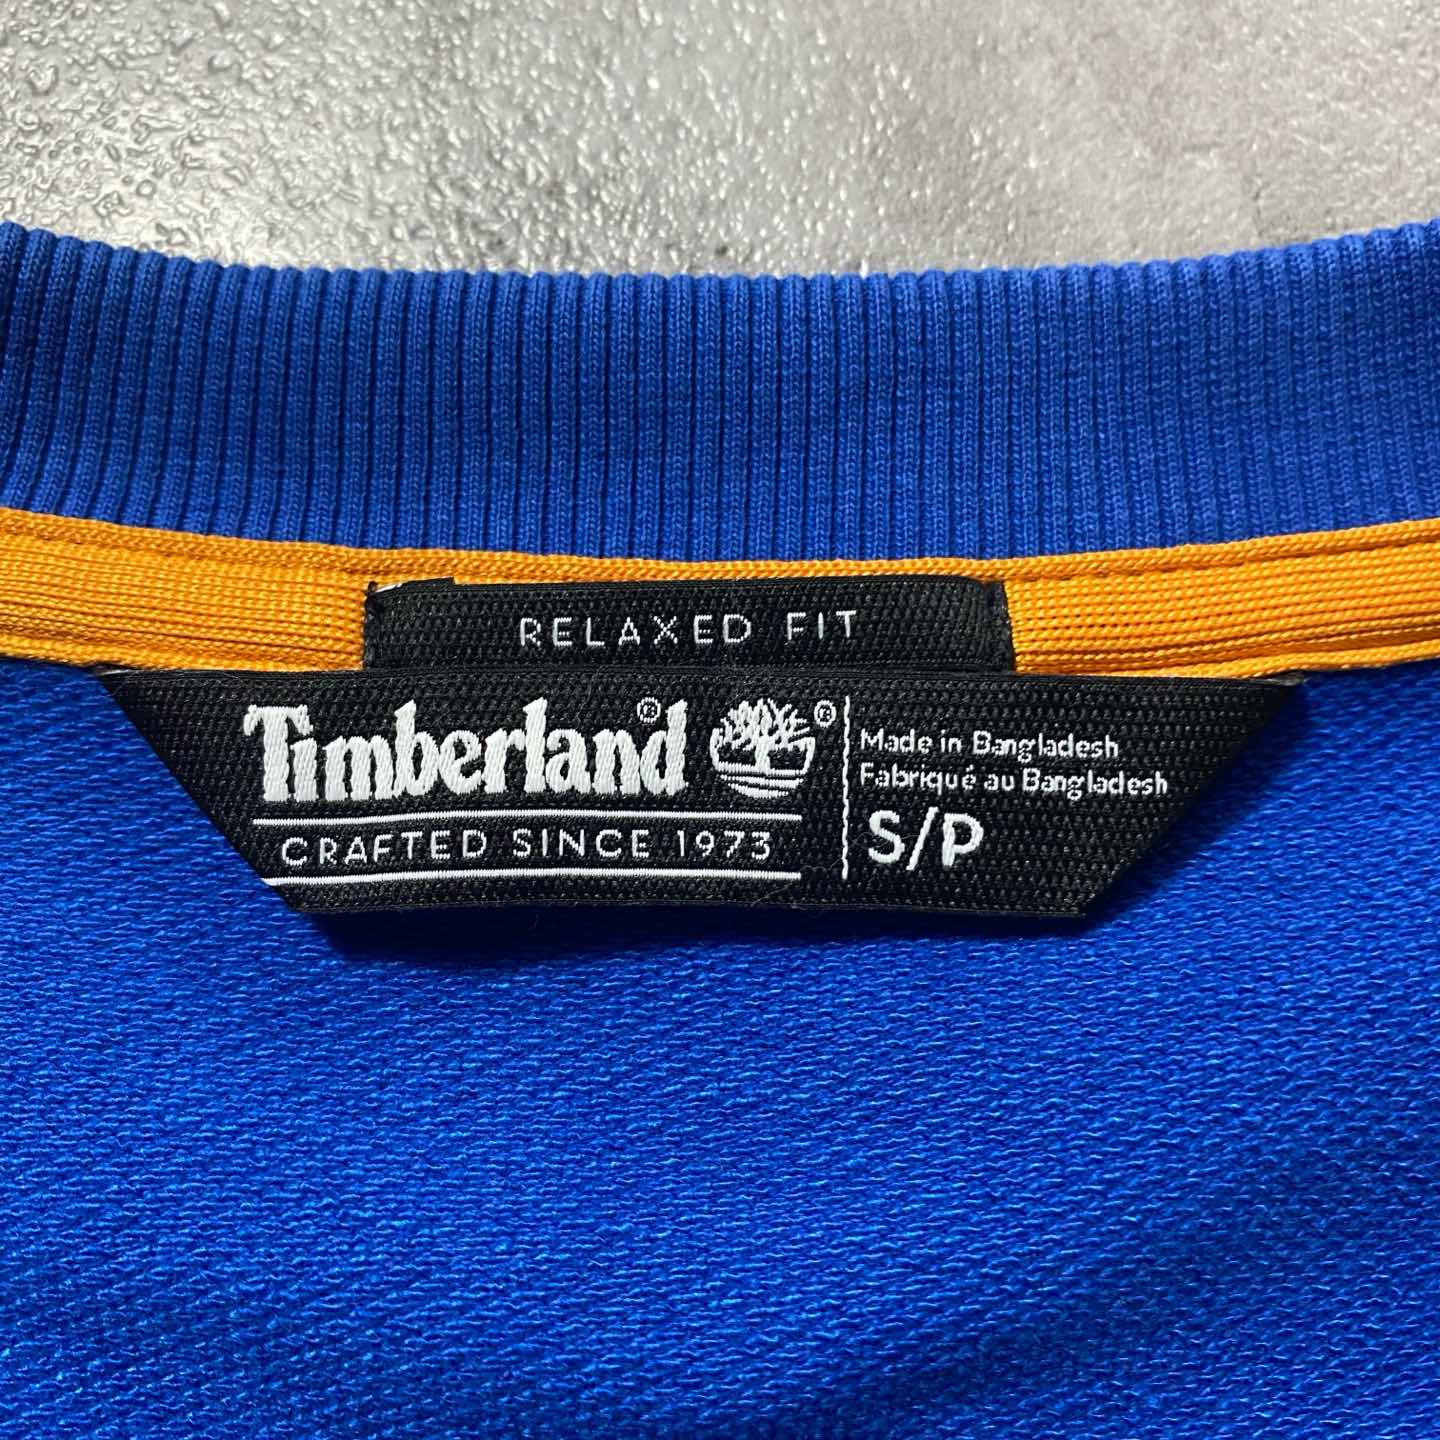 RELAXED FIT
Timberland®
®
CRAFTED SINCE 1973
Made in Bangladesh
Fabriqué au Bangladesh
S/P